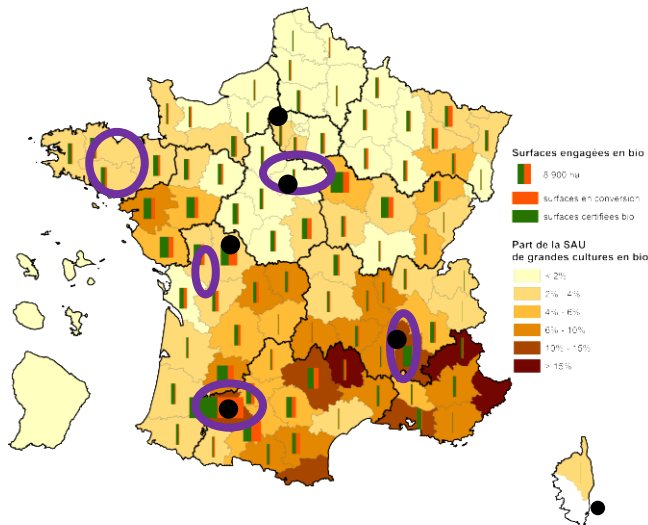 Surfaces engagées en bio
8 900 ha
surfaces en conversion
surfaces certifiées bio
Part de la SAU
de grandes cultures en bio
< 2%
2% - 4%
4% - 6%
6% - 10%
10% - 15%
> 15%